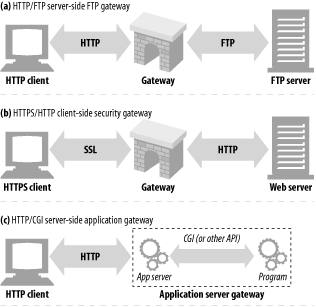 (a) HTTP/FTP server-side FTP gateway
HTTP
FTP
HTTP client
Gateway
FTP server
(b) HTTPS/HTTP client-side security gateway
SSL
HTTP
HTTPS client
Gateway
Web server
(c) HTTP/CGI server-side application gateway
HTTP
CGI (or other API)
App server
Program
HTTP client
Application server gateway